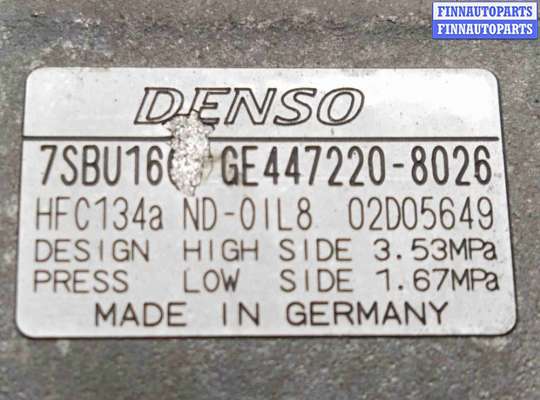 FINNAUTOPARTS
FINNAUTOPARTS
DENSO
GE447220-8026
HFC134a ND-OIL8 02D05649
DESIGN HIGH SIDE 3.53MPa
PRESS LOW SIDE 1.67MPa
MADE IN GERMANY